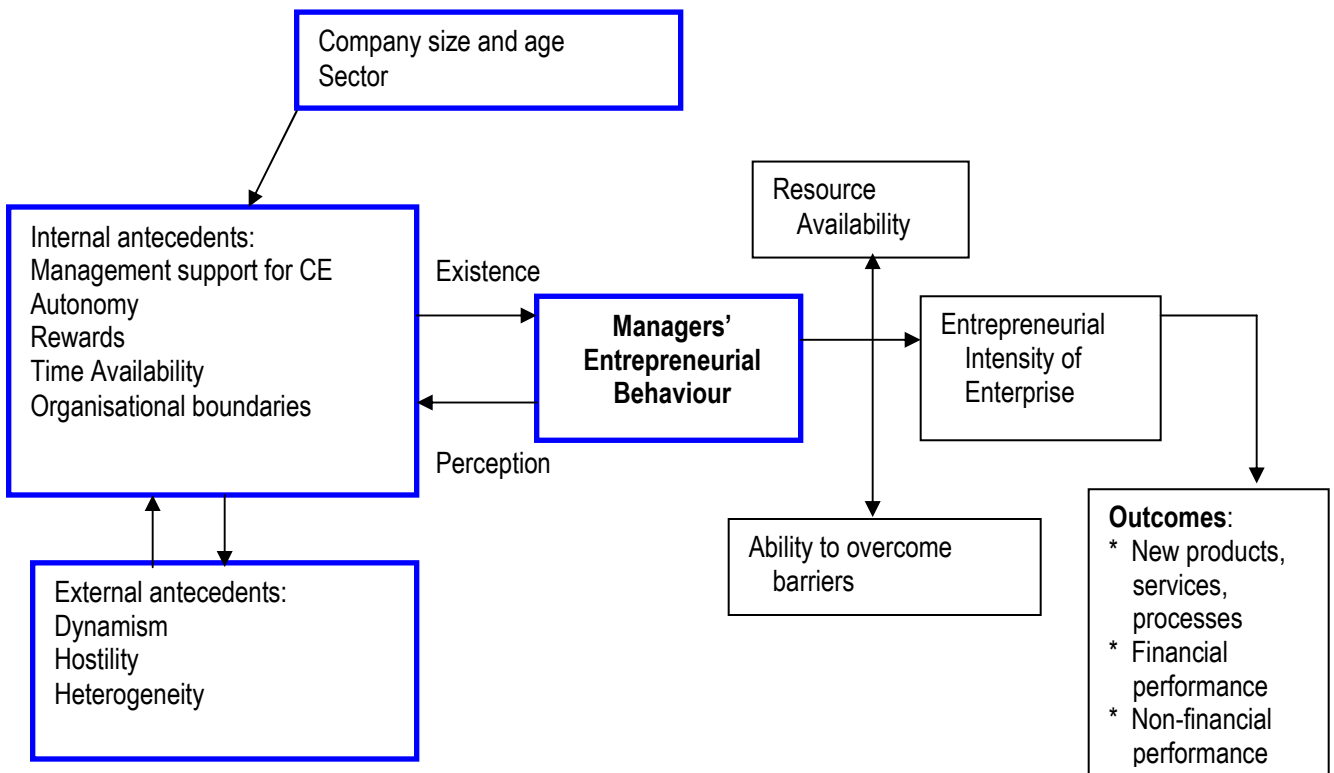 Company size and age
Sector
Internal antecedents:
Management support for CE
Autonomy
Rewards
Time Availability
Organisational boundaries
Existence
Perception
External antecedents:
Dynamism
Hostility
Heterogeneity
Managers’
Entrepreneurial
Behaviour
Resource
Availability
Ability to overcome
barriers
Entrepreneurial
Intensity of
Enterprise
Outcomes:
* New products,
services,
processes
* Financial
performance
* Non-financial
performance